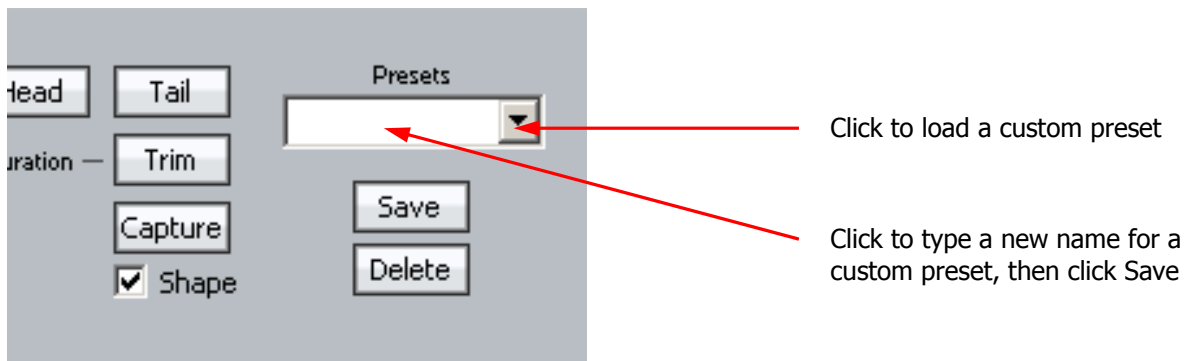 Presets
Head Tail
Click to load a custom preset
uration Trim
Save
Capture
Click to type a new name for a
custom preset, then click Save
Delete
Shape